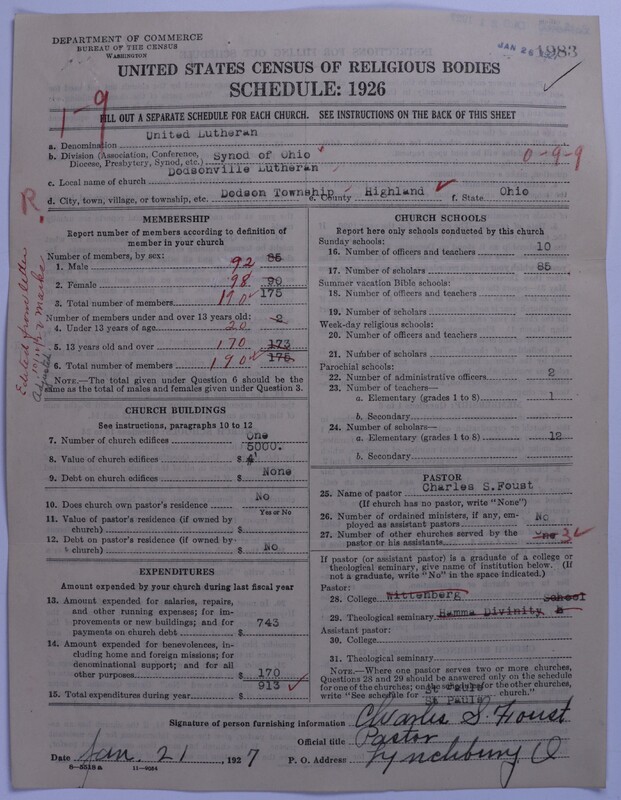 DEPARTMENT OF COMMERCE
BUREAU OF THE CENSUS
WASHINGTON
JAN 26
1983
UNITED STATES CENSUS OF RELIGIOUS BODIES
SCHEDULE: 1926
1-9
FILL OUT A SEPARATE SCHEDULE FOR EACH CHURCH. SEE INSTRUCTIONS ON THE BACK OF THIS SHEET
a. Denomination United Lutheran
b. Division (Association, Conference, Diocese, Presbytery, Synod, etc.) Synod of Ohio
0-9-9
c. Local name of church Dodsonville Lutheran
d. City, town, village, or township, etc. Dodson Township e. County Highland f. State Ohio
MEMBERSHIP
Report number of members according to definition of
member in your church
Number of members, by sex:
1. Male 92 85
2. Female 98 90
3. Total number of members 190 175
Number of members under and over 13 years old:
4. Under 13 years of age 20 2
5. 13 years old and over 170 173
6. Total number of members 190 175
NOTE.—The total given under Question 6 should be the
same as the total of males and females given under Question 3.
Edited from letter
CHURCH BUILDINGS
See instructions, paragraphs 10 to 12
7. Number of church edifices One
8. Value of church edifices $ 5000.
9. Debt on church edifices $ None
10. Does church own pastor's residence No
Yes or No
11. Value of pastor's residence (if owned by
church) $
12. Debt on pastor's residence (if owned by
church) $ No
EXPENDITURES
Amount expended by your church during last fiscal year
13. Amount expended for salaries, repairs,
and other running expenses; for im-
provements or new buildings; and for
payments on church debt $ 743
14. Amount expended for benevolences, in-
cluding home and foreign missions; for
denominational support; and for all
other purposes $ 170
15. Total expenditures during year $ 913
CHURCH SCHOOLS
Report here only schools conducted by this church
Sunday schools:
16. Number of officers and teachers 10
17. Number of scholars 85
Summer vacation Bible schools:
18. Number of officers and teachers
19. Number of scholars
Week-day religious schools:
20. Number of officers and teachers
21. Number of scholars
Parochial schools:
22. Number of administrative officers 2
23. Number of teachers—
a. Elementary (grades 1 to 8) 1
b. Secondary
24. Number of scholars—
a. Elementary (grades 1 to 8) 12
b. Secondary
PASTOR
25. Name of pastor Charles S.Foust
(If church has no pastor, write "None")
26. Number of ordained ministers, if any, em-
ployed as assistant pastors No
27. Number of other churches served by the
pastor or his assistants 3
If pastor (or assistant pastor) is a graduate of a college or
theological seminary, give name of institution below. (If
not a graduate, write "No" in the space indicated.)
Pastor:
28. College Wittenberg
School
29. Theological seminary Hamma Divinity
Assistant pastor:
30. College
31. Theological seminary
NOTE.—Where one pastor serves two or more churches,
Questions 28 and 29 should be answered only on the schedule
for one of the churches; on the schedules for the other churches,
write "See schedule for St Pauls church."
St Pauls
Signature of person furnishing information Charles S. Foust
Official title Pastor
Date Jan. 21, 1927 P. O. Address Lynchburg O
8-5518a 11-9054